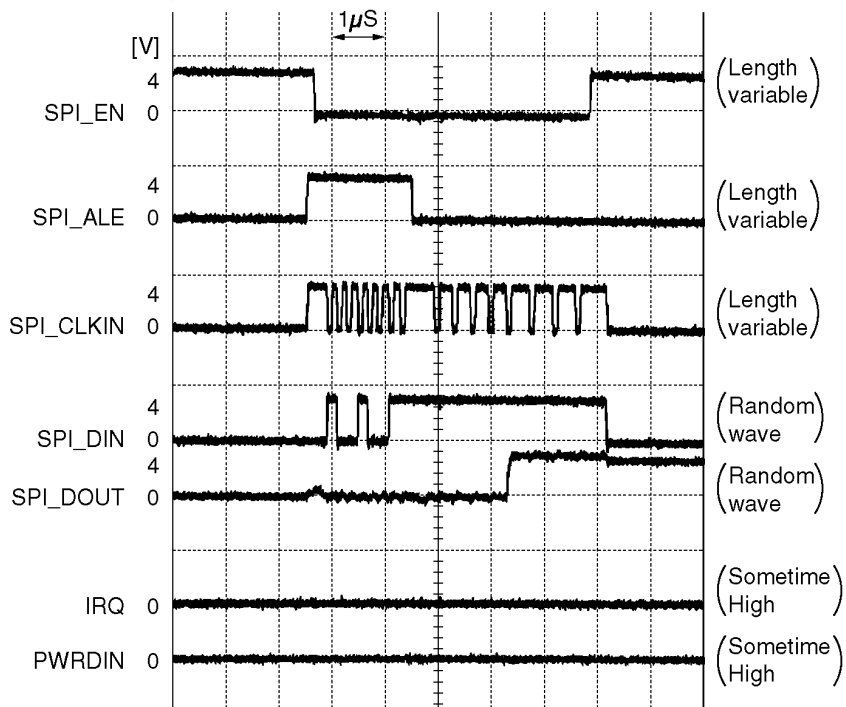 1µS
[V]
4
SPI_EN 0
(Length
variable)
4
SPI_ALE 0
(Length
variable)
4
SPI_CLKIN 0
(Length
variable)
4
SPI_DIN 0
(Random
wave)
4
SPI_DOUT 0
(Random
wave)
IRQ 0
(Sometime
High)
PWRDIN 0
(Sometime
High)